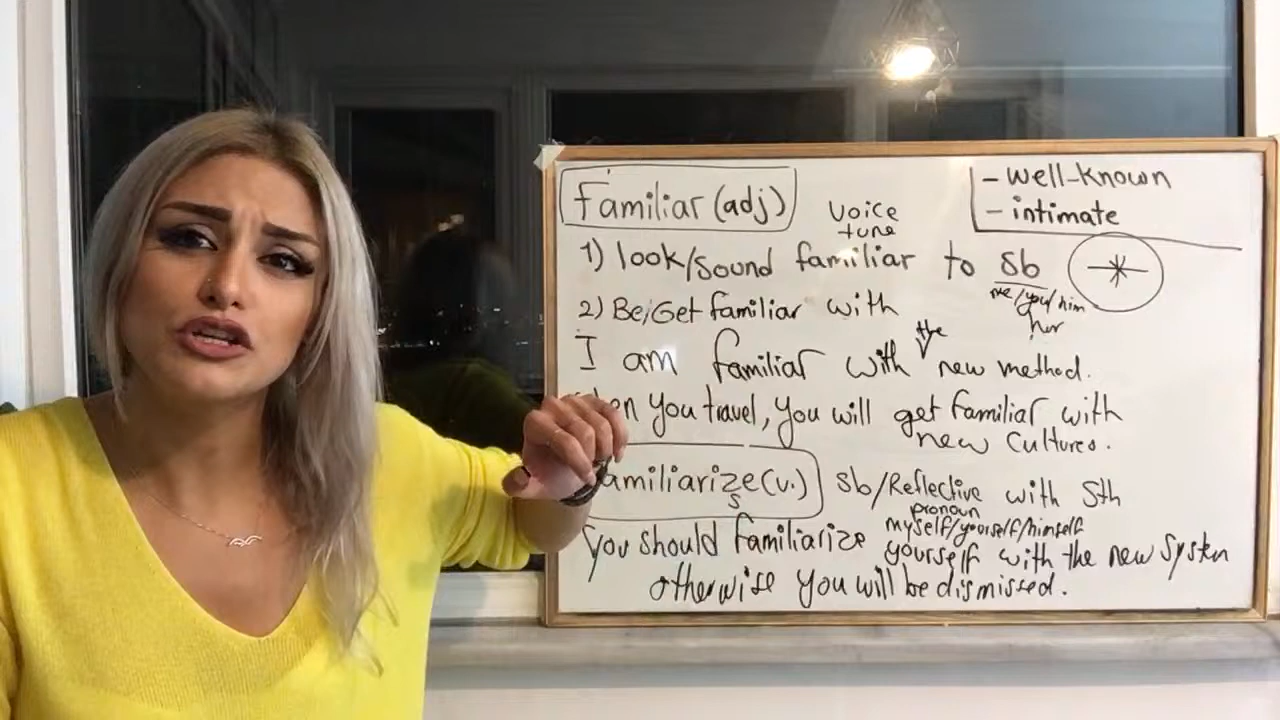 familiar (adj)
- well-known
- intimate
voice
tune
1) look/sound familiar to sb
me/you/him
her
2) Be/Get familiar with
I am familiar with the new method.
en you travel, you will get familiar with
new cultures.
amiliarize (v.) sb/Reflective with sth
s
pronoun
myself/yourself/himself
you should familiarize yourself with the new system
otherwise you will be dismissed.